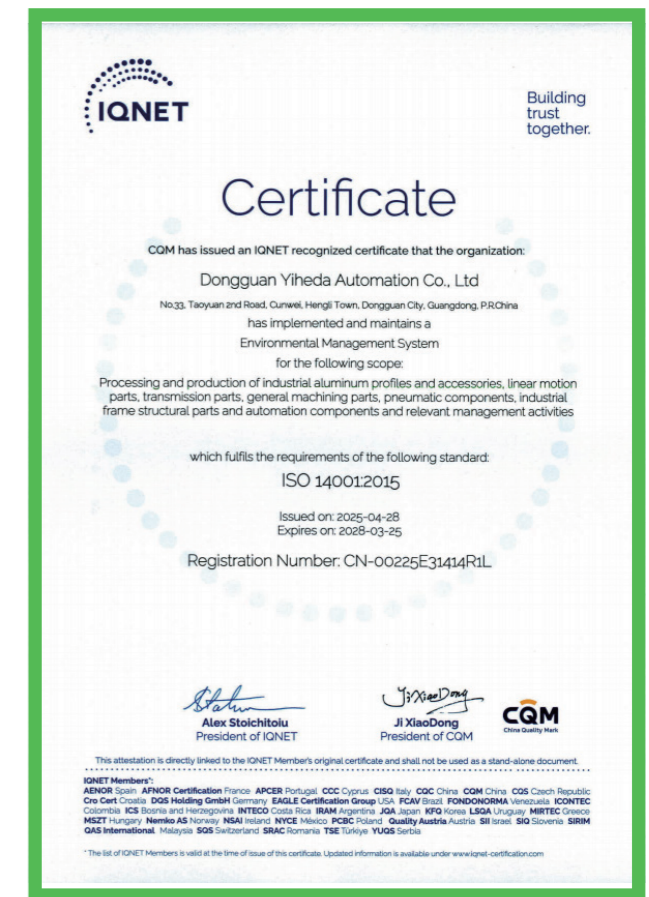 IQNET
Building
trust
together.
Certificate
CQM has issued an IQNET recognized certificate that the organization:
Dongguan Yiheda Automation Co., Ltd
No.33, Taoyuan 2nd Road, Cunwei, Hengli Town, Dongguan City, Guangdong, P.R.China
has implemented and maintains a
Environmental Management System
for the following scope:
Processing and production of industrial aluminum profiles and accessories, linear motion
parts, transmission parts, general machining parts, pneumatic components, industrial
frame structural parts and automation components and relevant management activities
which fulfils the requirements of the following standard:
ISO 14001:2015
Issued on: 2025-04-28
Expires on: 2028-03-25
Registration Number: CN-00225E31414R1L
Ji XiaoDong
Alex Stoichitoiu
President of IQNET
Ji XiaoDong
President of CQM
CQM
China Quality Mark
This attestation is directly linked to the IQNET Member's original certificate and shall not be used as a stand-alone document.
IQNET Members*:
AENOR Spain AFNOR Certification France APCER Portugal CCC Cyprus CISQ Italy CQC China CQM China CQS Czech Republic
Cro Cert Croatia DQS Holding GmbH Germany EAGLE Certification Group USA FCAV Brazil FONDONORMA Venezuela ICONTEC
Colombia ICS Bosnia and Herzegovina INTECO Costa Rica IRAM Argentina JQA Japan KFQ Korea LSQA Uruguay MIRTEC Greece
MSZT Hungary Nemko AS Norway NSAI Ireland NYCE México PCBC Poland Quality Austria Austria SII Israel SIQ Slovenia SIRIM
QAS International Malaysia SQS Switzerland SRAC Romania TSE Türkiye YUQS Serbia
* The list of IQNET Members is valid at the time of issue of this certificate. Updated information is available under www.iqnet-certification.com